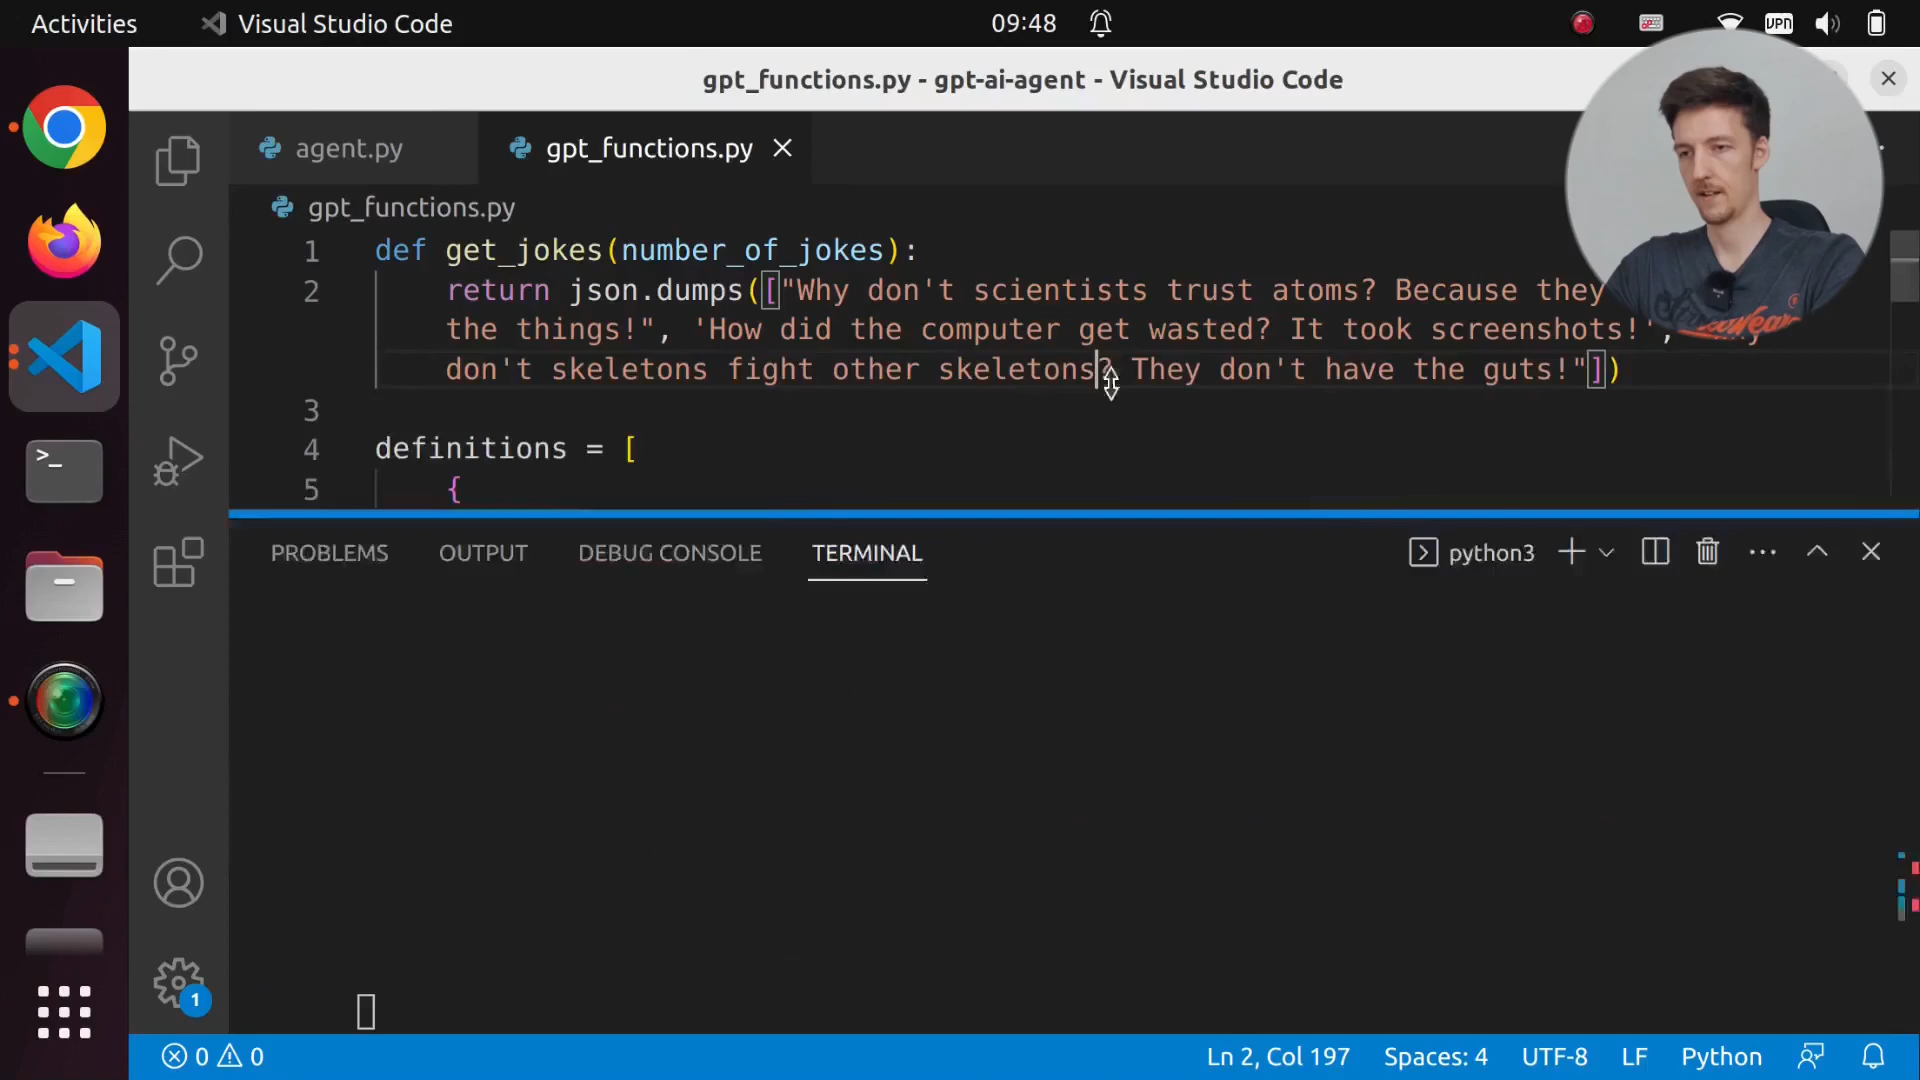 Activities
Visual Studio Code
09:48
VPN
gpt_functions.py - gpt-ai-agent - Visual Studio Code
agent.py
gpt_functions.py
gpt_functions.py
1 def get_jokes(number_of_jokes):
2 return json.dumps(["Why don't scientists trust atoms? Because they
the things!", 'How did the computer get wasted? It took screenshots!',
don't skeletons fight other skeletons? They don't have the guts!"])
3
4 definitions = [
5 {
PROBLEMS
OUTPUT
DEBUG CONSOLE
TERMINAL
python3
1
0
0
Ln 2, Col 197
Spaces: 4
UTF-8
LF
Python